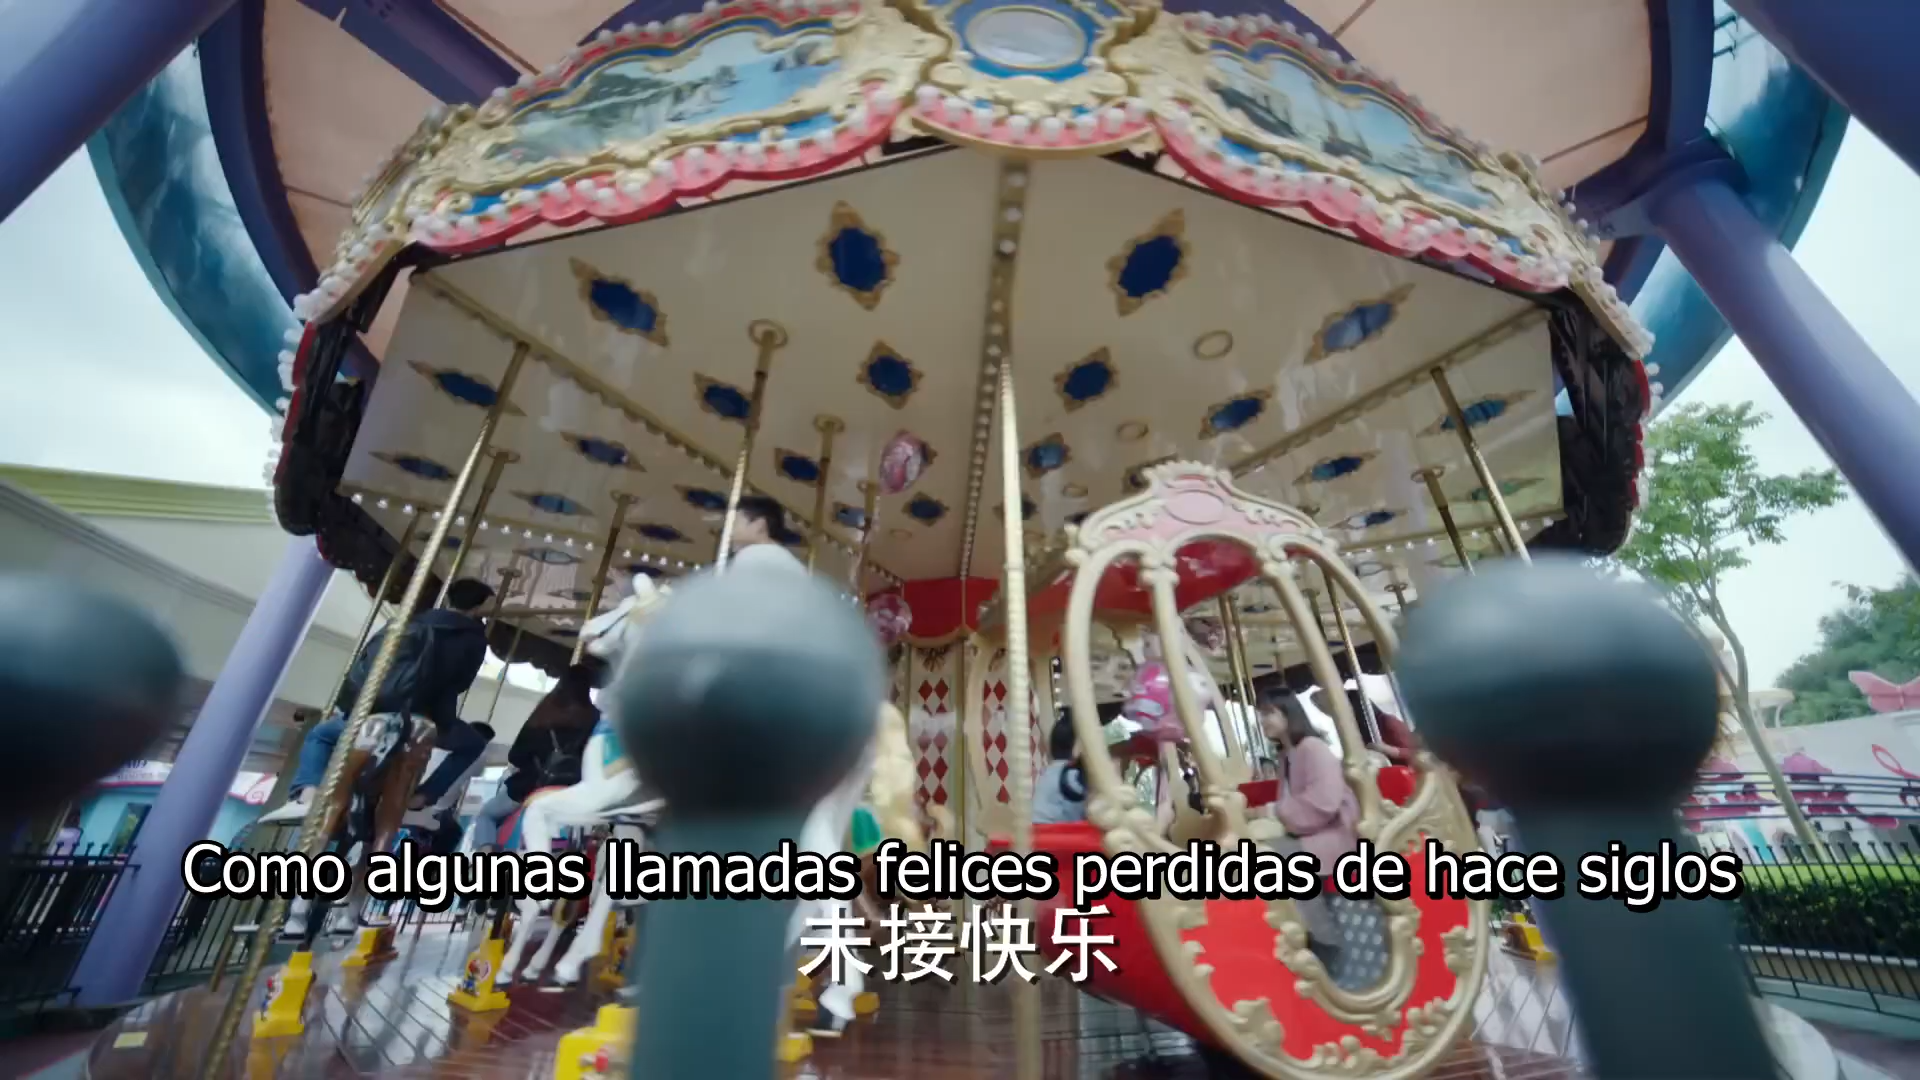 Como algunas llamadas felices perdidas de hace siglos
未接快乐